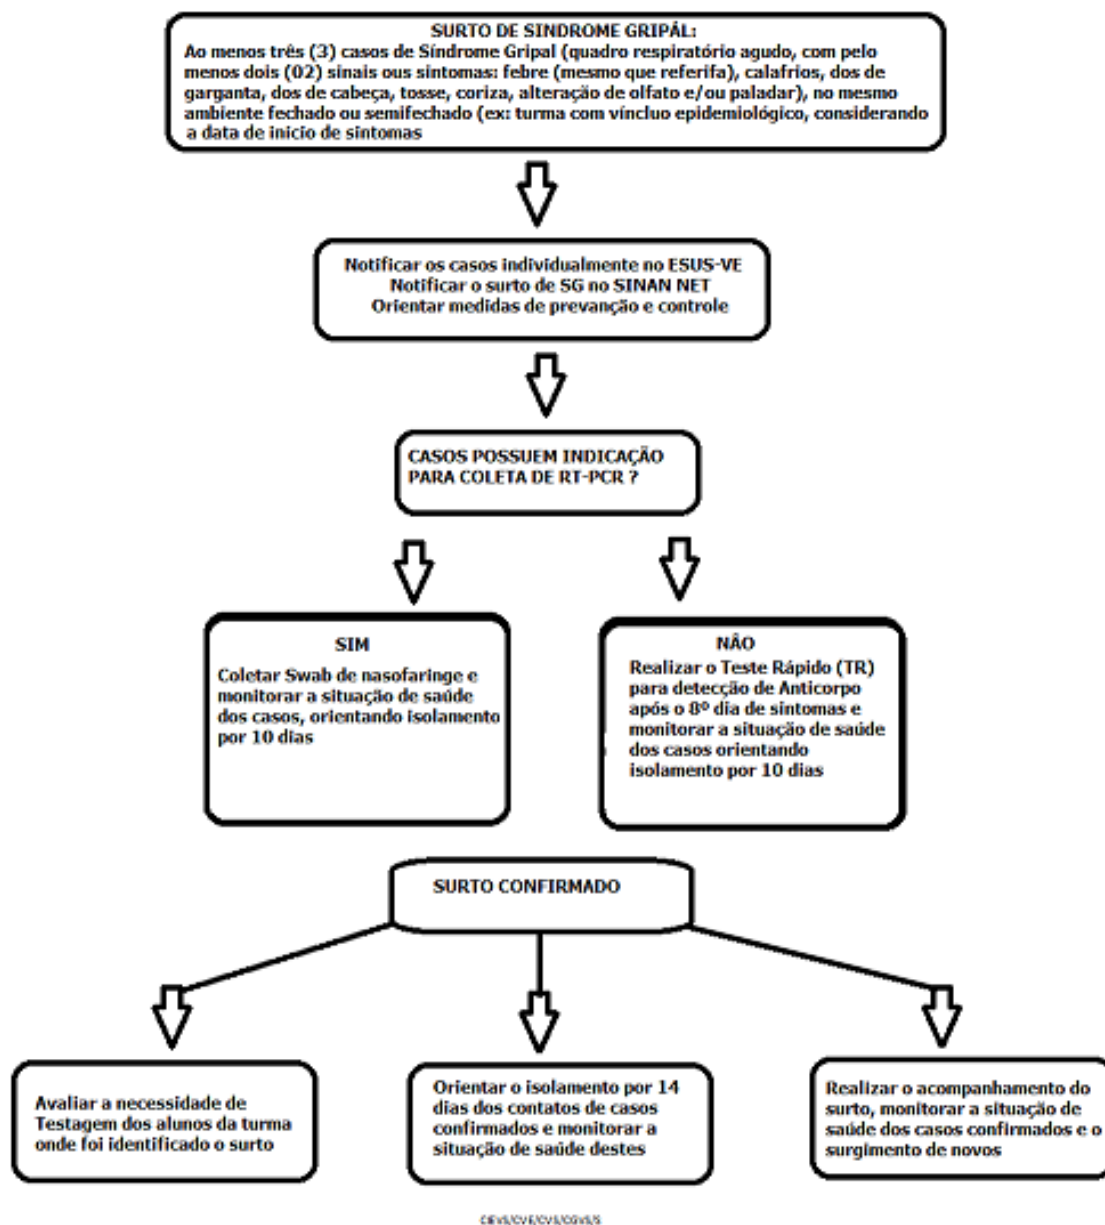 SURTO DE SINDROME GRIPÁL:
Ao menos três (3) casos de Síndrome Gripal (quadro respiratório agudo, com pelo
menos dois (02) sinais ous sintomas: febre (mesmo que referifa), calafrios, dos de
garganta, dos de cabeça, tosse, coriza, alteração de olfato e/ou paladar), no mesmo
ambiente fechado ou semifechado (ex: turma com víncluo epidemiológico, considerando
a data de inicio de sintomas
Notificar os casos individualmente no ESUS-VE
Notificar o surto de SG no SINAN NET
Orientar medidas de prevanção e controle
CASOS POSSUEM INDICAÇÃO
PARA COLETA DE RT-PCR ?
SIM
Coletar Swab de nasofaringe e
monitorar a situação de saúde
dos casos, orientando isolamento
por 10 dias
NÂO
Realizar o Teste Rápido (TR)
para detecção de Anticorpo
após o 8º dia de sintomas e
monitorar a situação de saúde
dos casos orientando
isolamento por 10 dias
SURTO CONFIRMADO
Avaliar a necessidade de
Testagem dos alunos da turma
onde foi identificado o surto
Orientar o isolamento por 14
dias dos contatos de casos
confirmados e monitorar a
situação de saúde destes
Realizar o acompanhamento do
surto, monitorar a situação de
saúde dos casos confirmados e o
surgimento de novos
CIEVS/CVE/CVS/CGVS/S